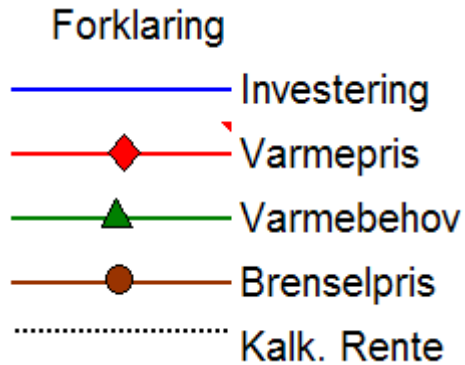 Forklaring
Investering
Varmepris
Varmebehov
Brenselpris
Kalk. Rente